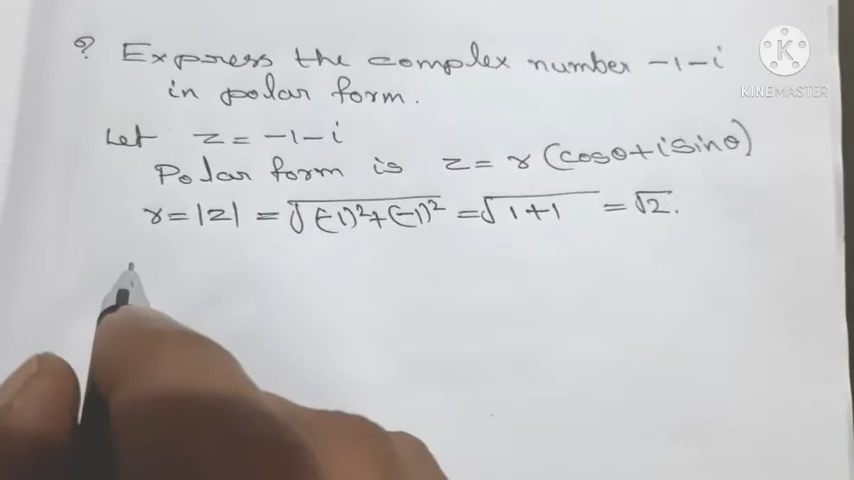 ? Express the complex number -1-i
in polar form.
Let z = -1-i
Polar form is z = r (cosθ + i sinθ)
r = |z| = √(-1)²+(-1)² = √1+1 = √2.
K
KINEMASTER